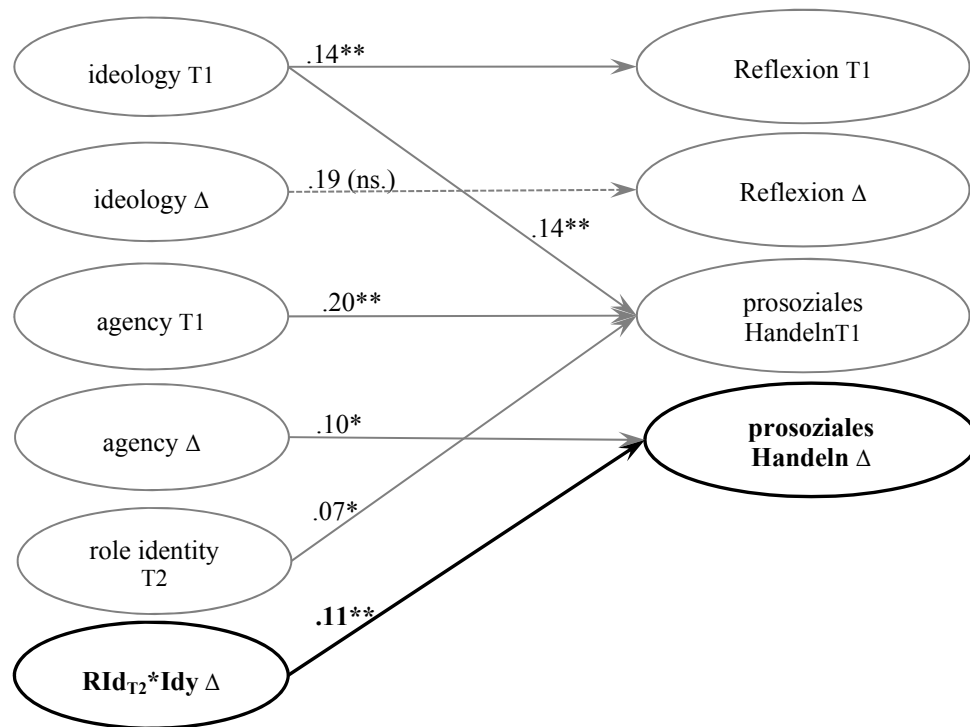 ideology T1
.14**
Reflexion T1
ideology Δ
.19 (ns.)
Reflexion Δ
.14**
agency T1
.20**
prosoziales
HandelnT1
agency Δ
.10*
prosoziales
Handeln Δ
role identity
T2
.07*
.11**
RIdT2*Idy Δ